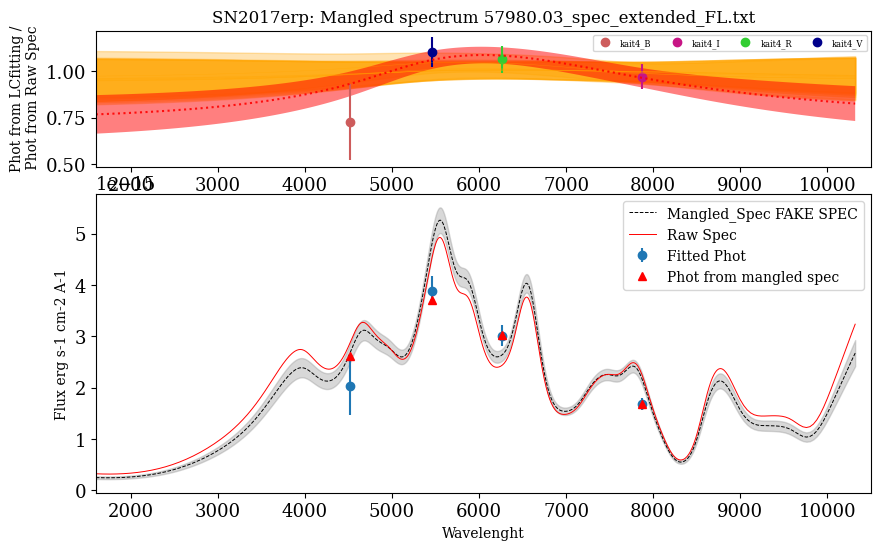 SN2017erp: Mangled spectrum 57980.03_spec_extended_FL.txt
Phot from LCfitting /
Phot from Raw Spec
kait4_B kait4_I kait4_R kait4_V
1.00
0.75
0.50
2000 3000 4000 5000 6000 7000 8000 9000 10000
1e−15
Mangled_Spec FAKE SPEC
Raw Spec
Fitted Phot
Phot from mangled spec
Flux erg s-1 cm-2 A-1
5
4
3
2
1
0
2000 3000 4000 5000 6000 7000 8000 9000 10000
Wavelenght